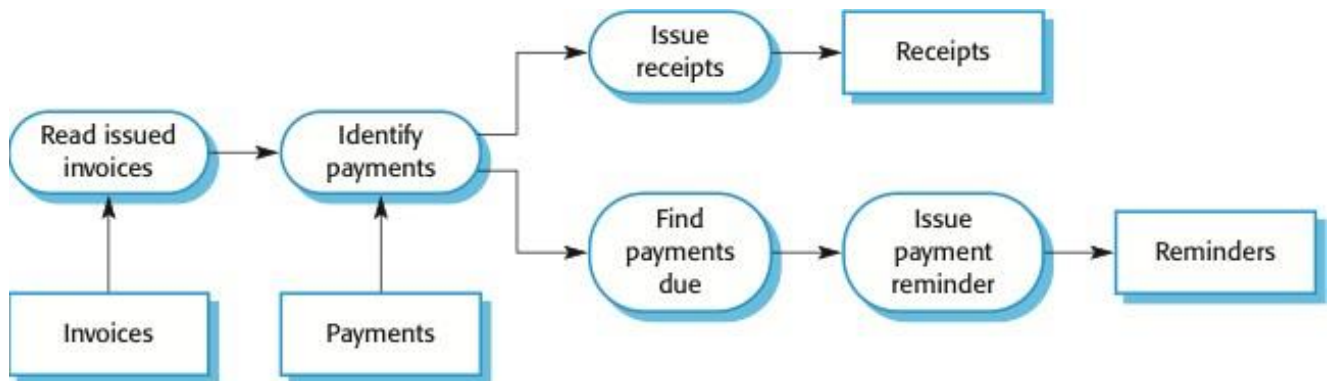 Issue
receipts
Receipts
Read issued
invoices
Identify
payments
Find
payments
due
Issue
payment
reminder
Reminders
Invoices
Payments